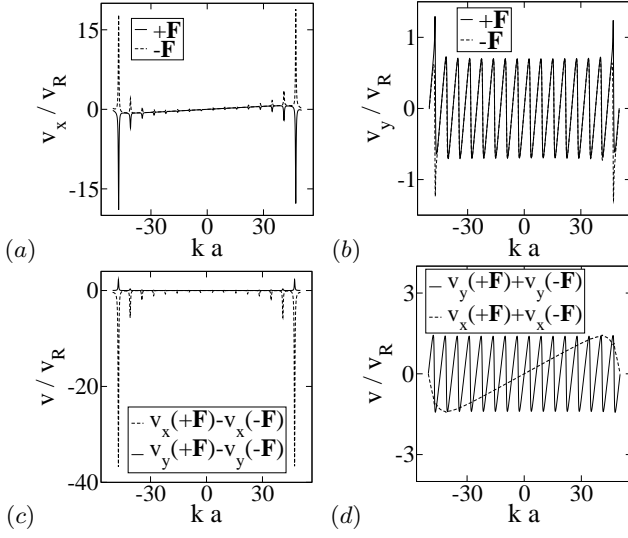 +F
-F
v_x / v_R
15
0
-15
-30 0 30
k a
(a)
+F
-F
v_y / v_R
1
0
-1
-30 0 30
k a
(b)
v / v_R
0
-20
-40
v_x(+F)-v_x(-F)
v_y(+F)-v_y(-F)
-30 0 30
k a
(c)
v_y(+F)+v_y(-F)
v_x(+F)+v_x(-F)
v / v_R
3
0
-3
-30 0 30
k a
(d)